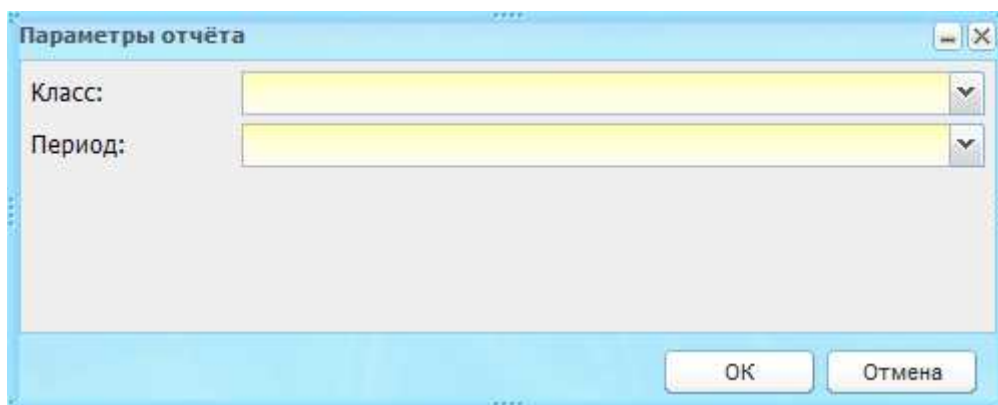 Параметры отчёта
Класс:
Период:
ОК Отмена